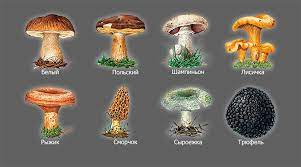 Белый
Польский
Шампиньон
Лисичка
Рыжик
Сморчок
Сыроежка
Трюфель